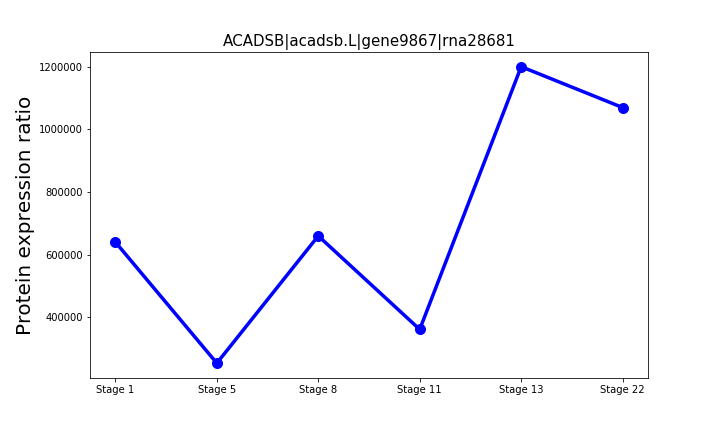 ACADSB|acadsb.L|gene9867|rna28681
Protein expression ratio
1200000
1000000
800000
600000
400000
Stage 1 Stage 5 Stage 8 Stage 11 Stage 13 Stage 22